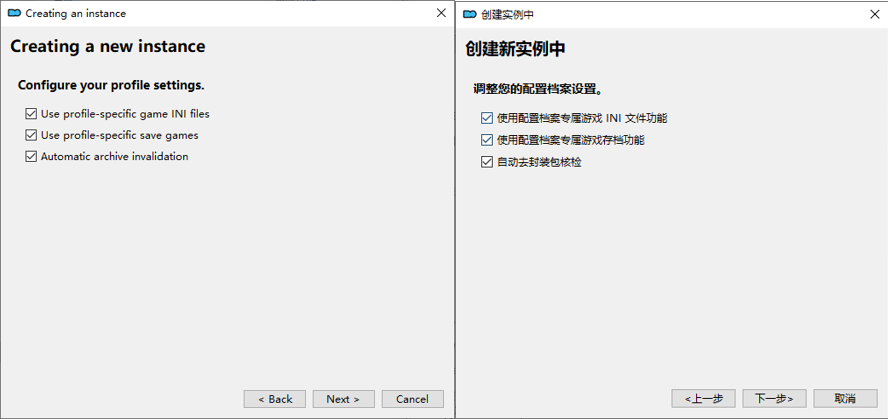 Creating an instance
Creating a new instance
Configure your profile settings.
Use profile-specific game INI files
Use profile-specific save games
Automatic archive invalidation
< Back
Next >
Cancel
创建实例中
创建新实例中
调整您的配置档案设置。
使用配置档案专属游戏 INI 文件功能
使用配置档案专属游戏存档功能
自动去封装包核检
<上一步
下一步>
取消